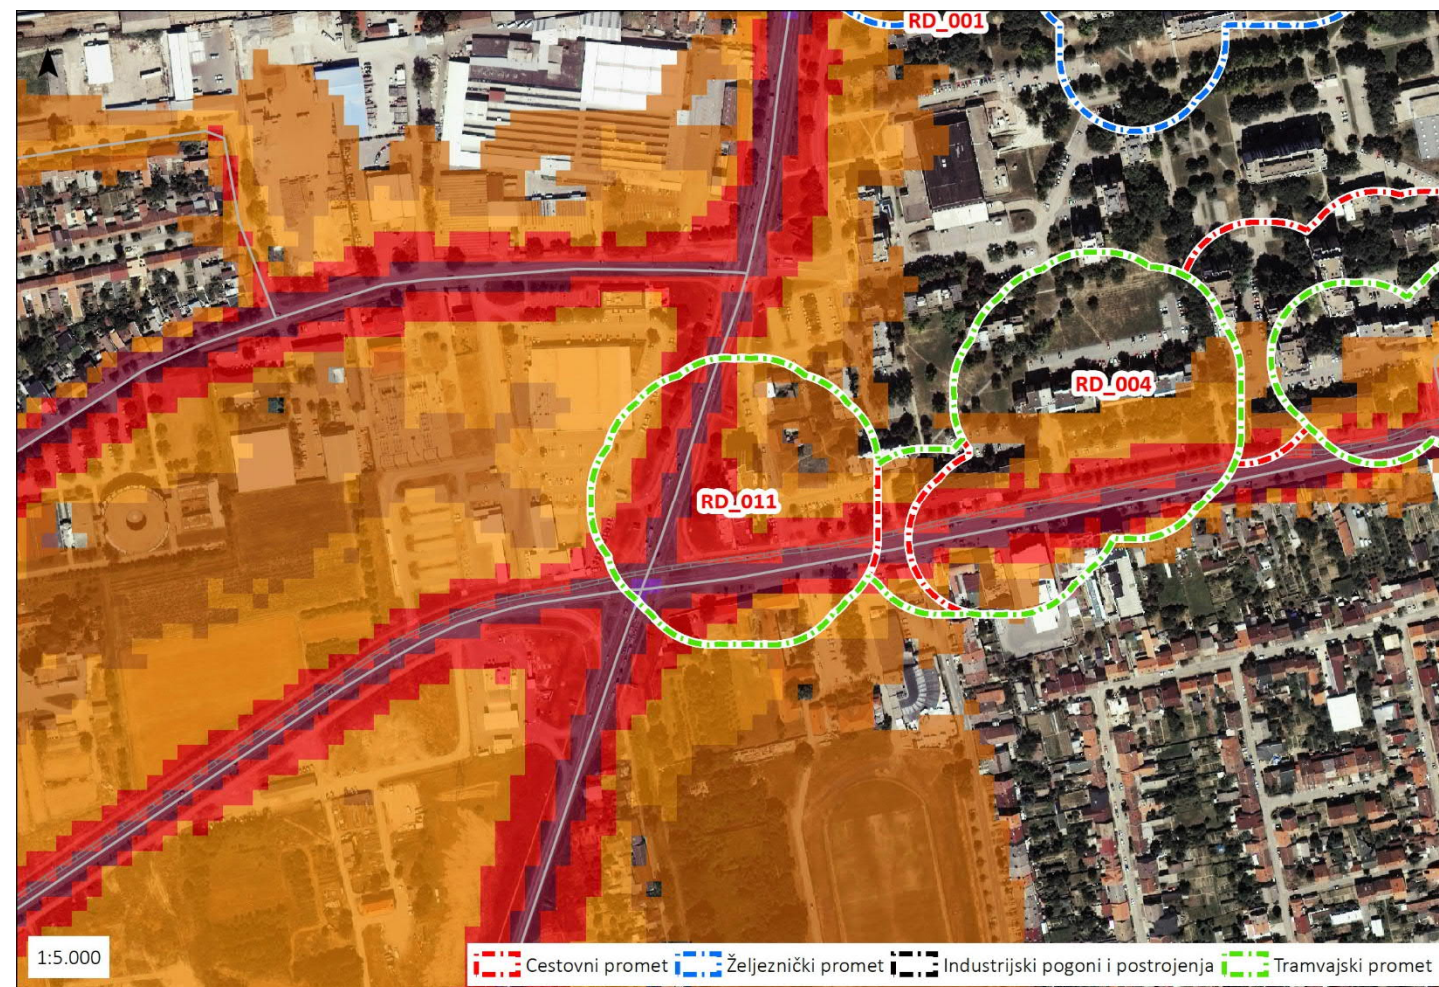 RD_001
RD_004
RD_011
1:5.000
Cestovni promet Željeznički promet Industrijski pogoni i postrojenja Tramvajski promet